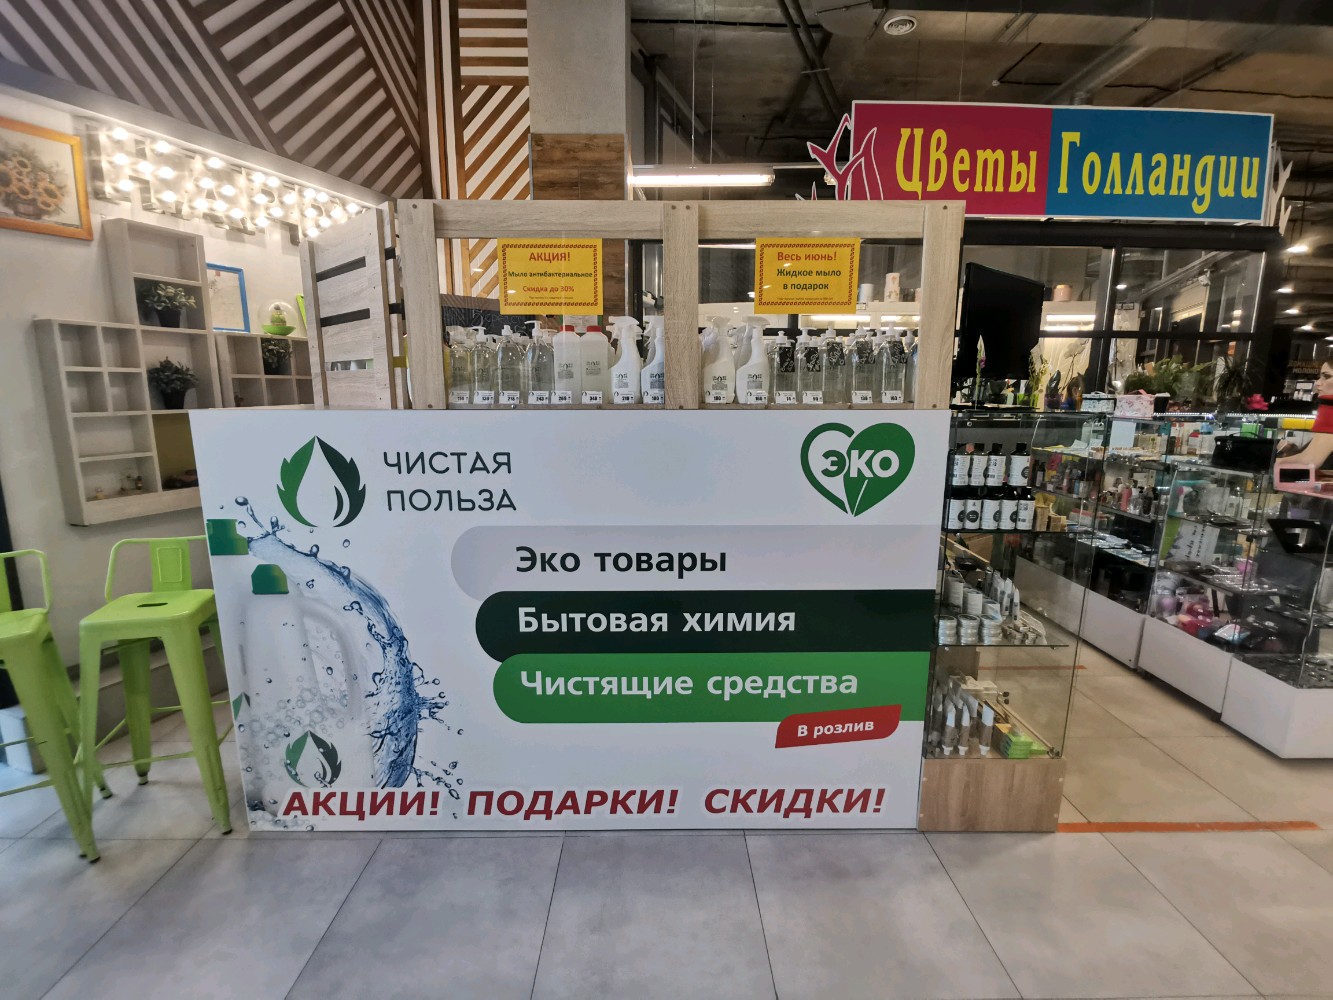 Цветы Голландии
АКЦИЯ!
Мыло антибактериальное
Скидка до 30%
Весь июнь!
Жидкое мыло
в подарок
ЧИСТАЯ
ПОЛЬЗА
ЭКО
Эко товары
Бытовая химия
Чистящие средства
В розлив
АКЦИИ! ПОДАРКИ! СКИДКИ!